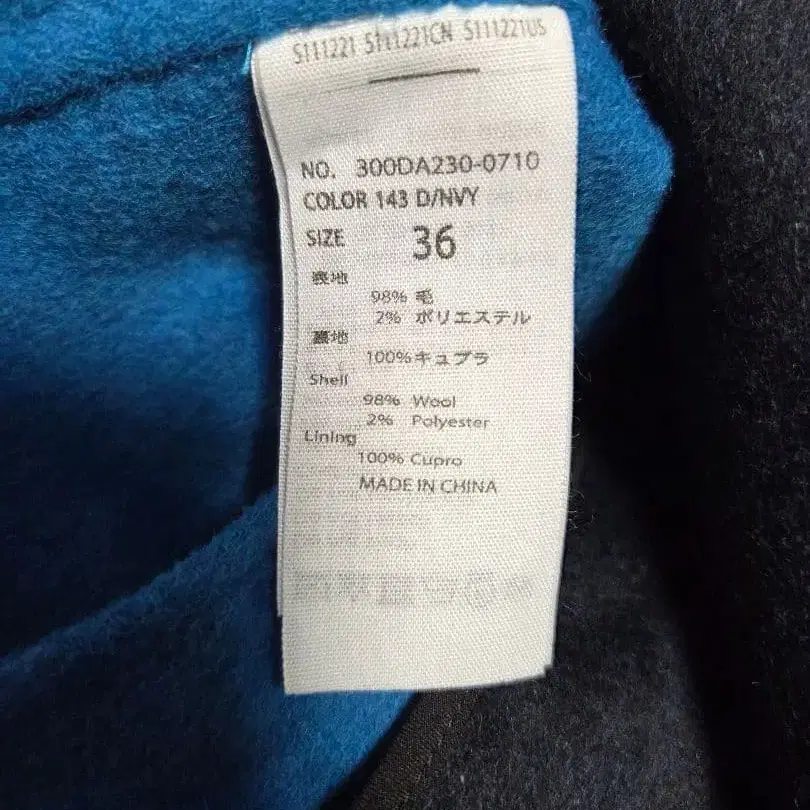 S111221 S111221CN S111221US
NO. 300DA230-0710
COLOR 143 D/NVY
SIZE 36
表地
98% 毛
2% ポリエステル
裏地
100% キュプラ
Shell
98% Wool
2% Polyester
Lining
100% Cupro
MADE IN CHINA